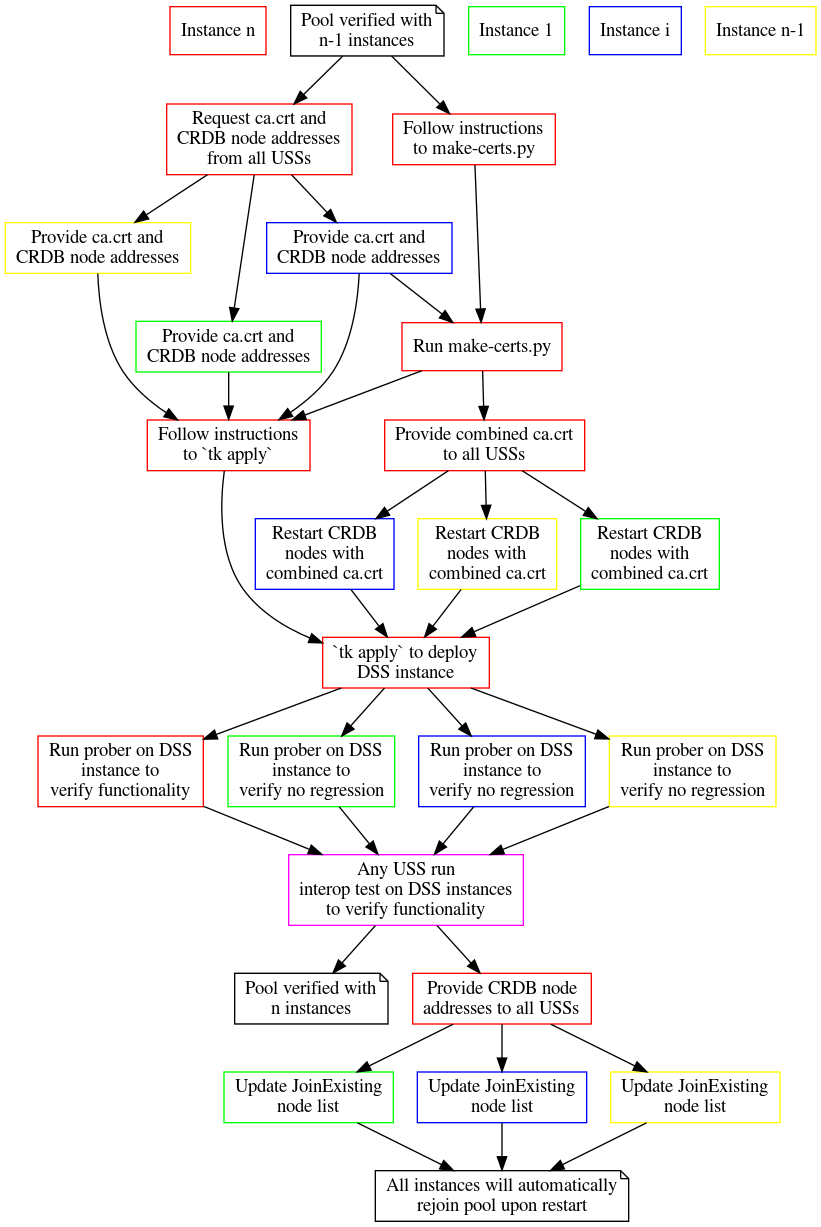 Instance n
Pool verified with
n-1 instances
Instance 1
Instance i
Instance n-1
Request ca.crt and
CRDB node addresses
from all USSs
Follow instructions
to make-certs.py
Provide ca.crt and
CRDB node addresses
Provide ca.crt and
CRDB node addresses
Provide ca.crt and
CRDB node addresses
Run make-certs.py
Follow instructions
to `tk apply`
Provide combined ca.crt
to all USSs
Restart CRDB
nodes with
combined ca.crt
Restart CRDB
nodes with
combined ca.crt
Restart CRDB
nodes with
combined ca.crt
`tk apply` to deploy
DSS instance
Run prober on DSS
instance to
verify functionality
Run prober on DSS
instance to
verify no regression
Run prober on DSS
instance to
verify no regression
Run prober on DSS
instance to
verify no regression
Any USS run
interop test on DSS instances
to verify functionality
Pool verified with
n instances
Provide CRDB node
addresses to all USSs
Update JoinExisting
node list
Update JoinExisting
node list
Update JoinExisting
node list
All instances will automatically
rejoin pool upon restart